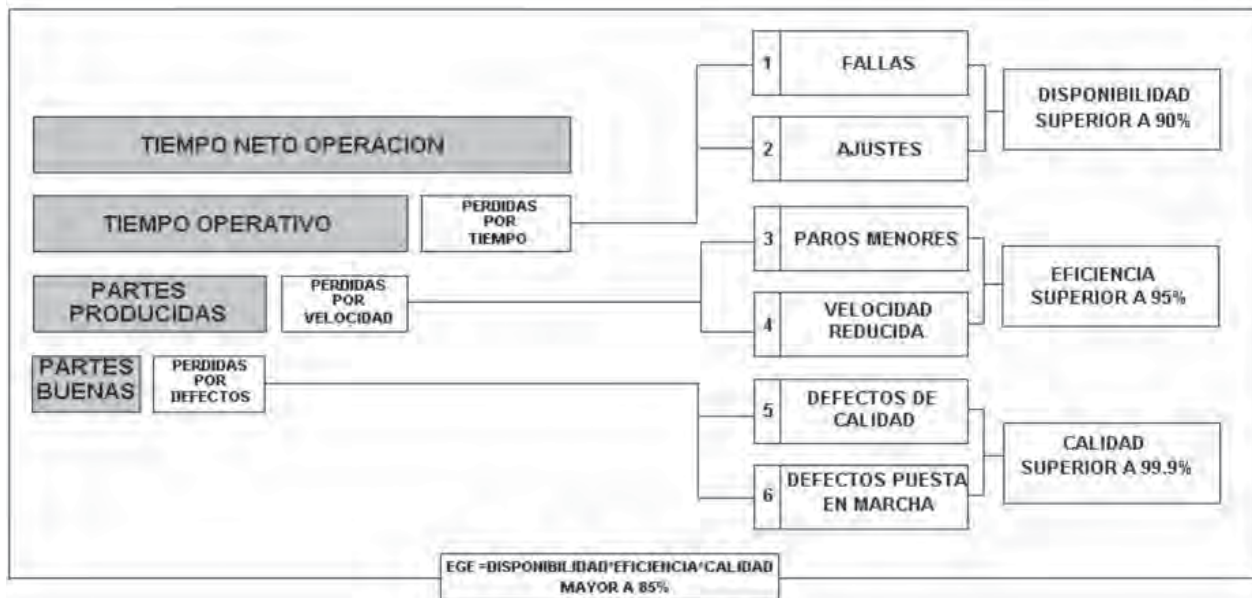 TIEMPO NETO OPERACION
TIEMPO OPERATIVO
PERDIDAS
POR
TIEMPO
PARTES
PRODUCIDAS
PERDIDAS
POR
VELOCIDAD
PARTES
BUENAS
PERDIDAS
POR
DEFECTOS
1 FALLAS
2 AJUSTES
DISPONIBILIDAD
SUPERIOR A 90%
3 PAROS MENORES
4 VELOCIDAD
REDUCIDA
EFICIENCIA
SUPERIOR A 95%
5 DEFECTOS DE
CALIDAD
6 DEFECTOS PUESTA
EN MARCHA
CALIDAD
SUPERIOR A 99.9%
EGE =DISPONIBILIDAD*EFICIENCIA*CALIDAD
MAYOR A 85%